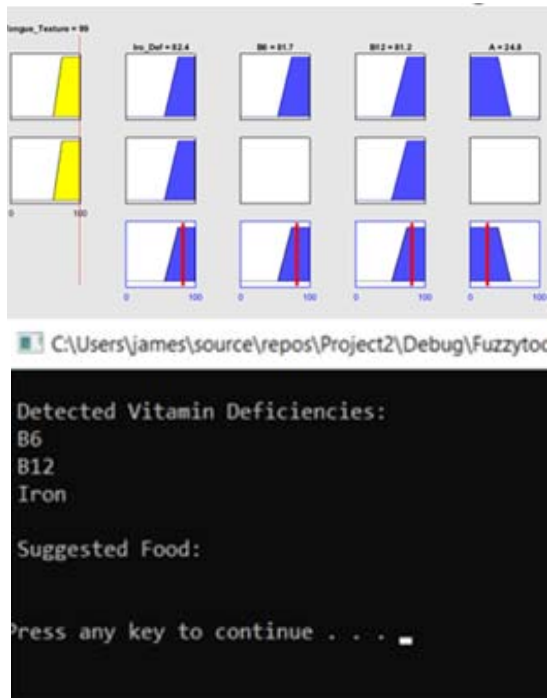 Tongue_Texture = 99
Iro_Def = 82.4
B6 = 81.7
B12 = 81.2
A = 24.8
0 100
0 100
0 100
0 100
0 100
C:\Users\james\source\repos\Project2\Debug\Fuzzytoo
Detected Vitamin Deficiencies:
B6
B12
Iron
Suggested Food:
Press any key to continue . . .